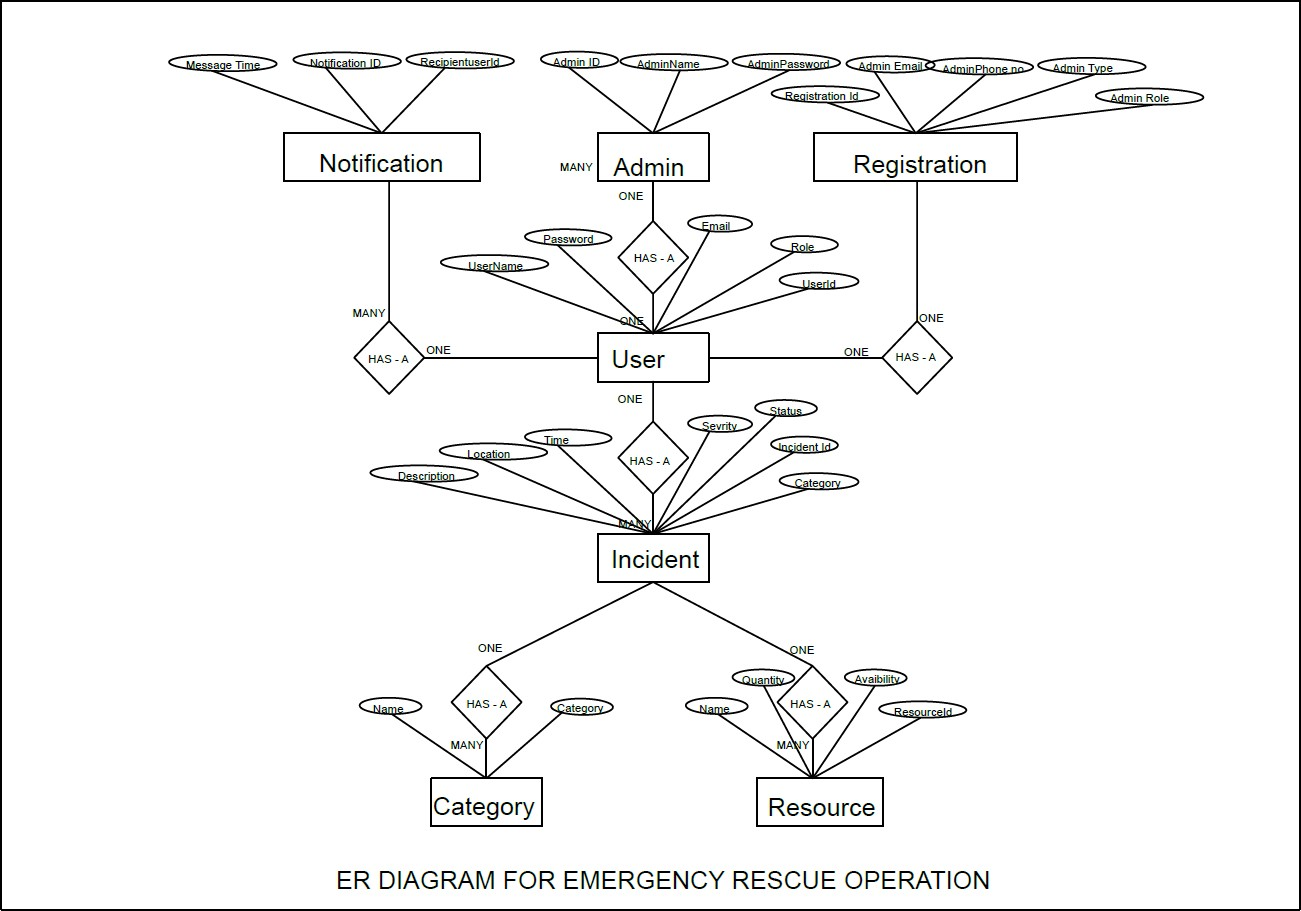 Message Time
Notification ID
RecipientuserId
Admin ID
AdminName
AdminPassword
Admin Email
AdminPhone no
Admin Type
Registration Id
Admin Role
Notification
MANY
Admin
Registration
ONE
Password
Email
UserName
HAS - A
Role
UserId
MANY
ONE
ONE
HAS - A
ONE
User
ONE
HAS - A
ONE
Description
Location
Time
HAS - A
Sevrity
Status
Incident Id
Category
MANY
Incident
ONE
ONE
Name
HAS - A
Category
Name
Quantity
HAS - A
Avaibility
ResourceId
MANY
MANY
Category
Resource
ER DIAGRAM FOR EMERGENCY RESCUE OPERATION